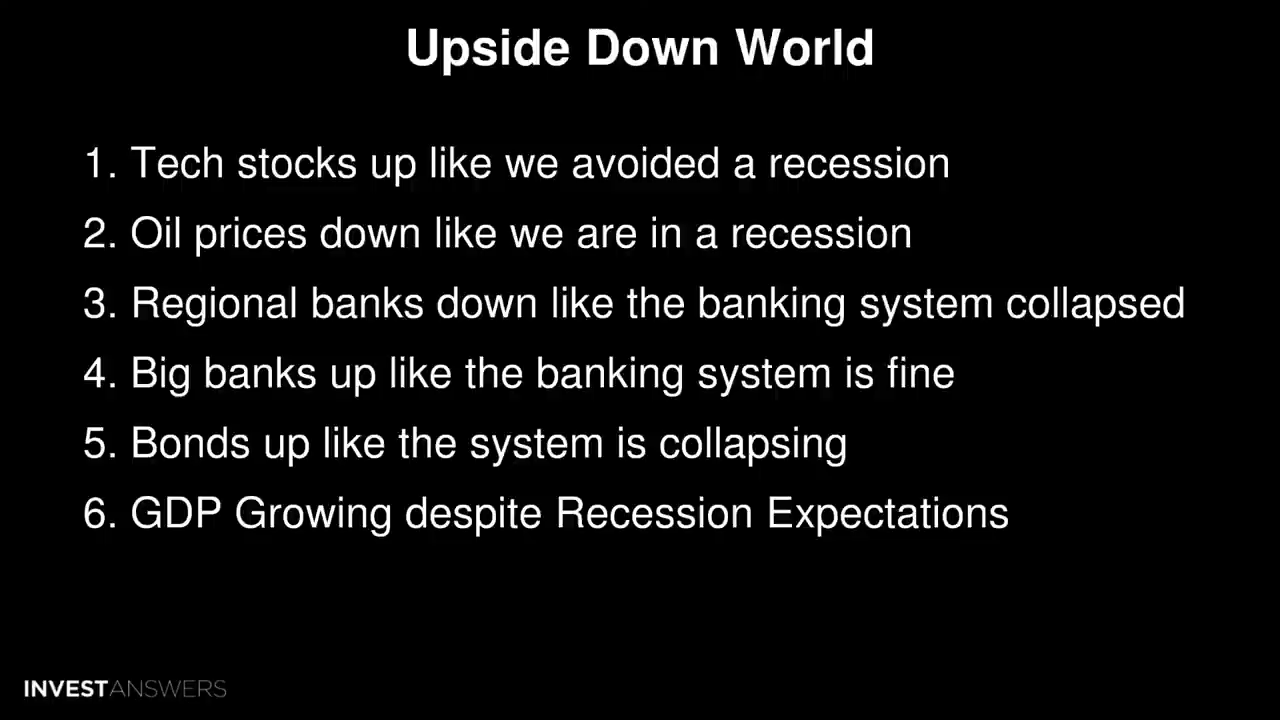 Upside Down World
1. Tech stocks up like we avoided a recession
2. Oil prices down like we are in a recession
3. Regional banks down like the banking system collapsed
4. Big banks up like the banking system is fine
5. Bonds up like the system is collapsing
6. GDP Growing despite Recession Expectations
INVESTANSWERS